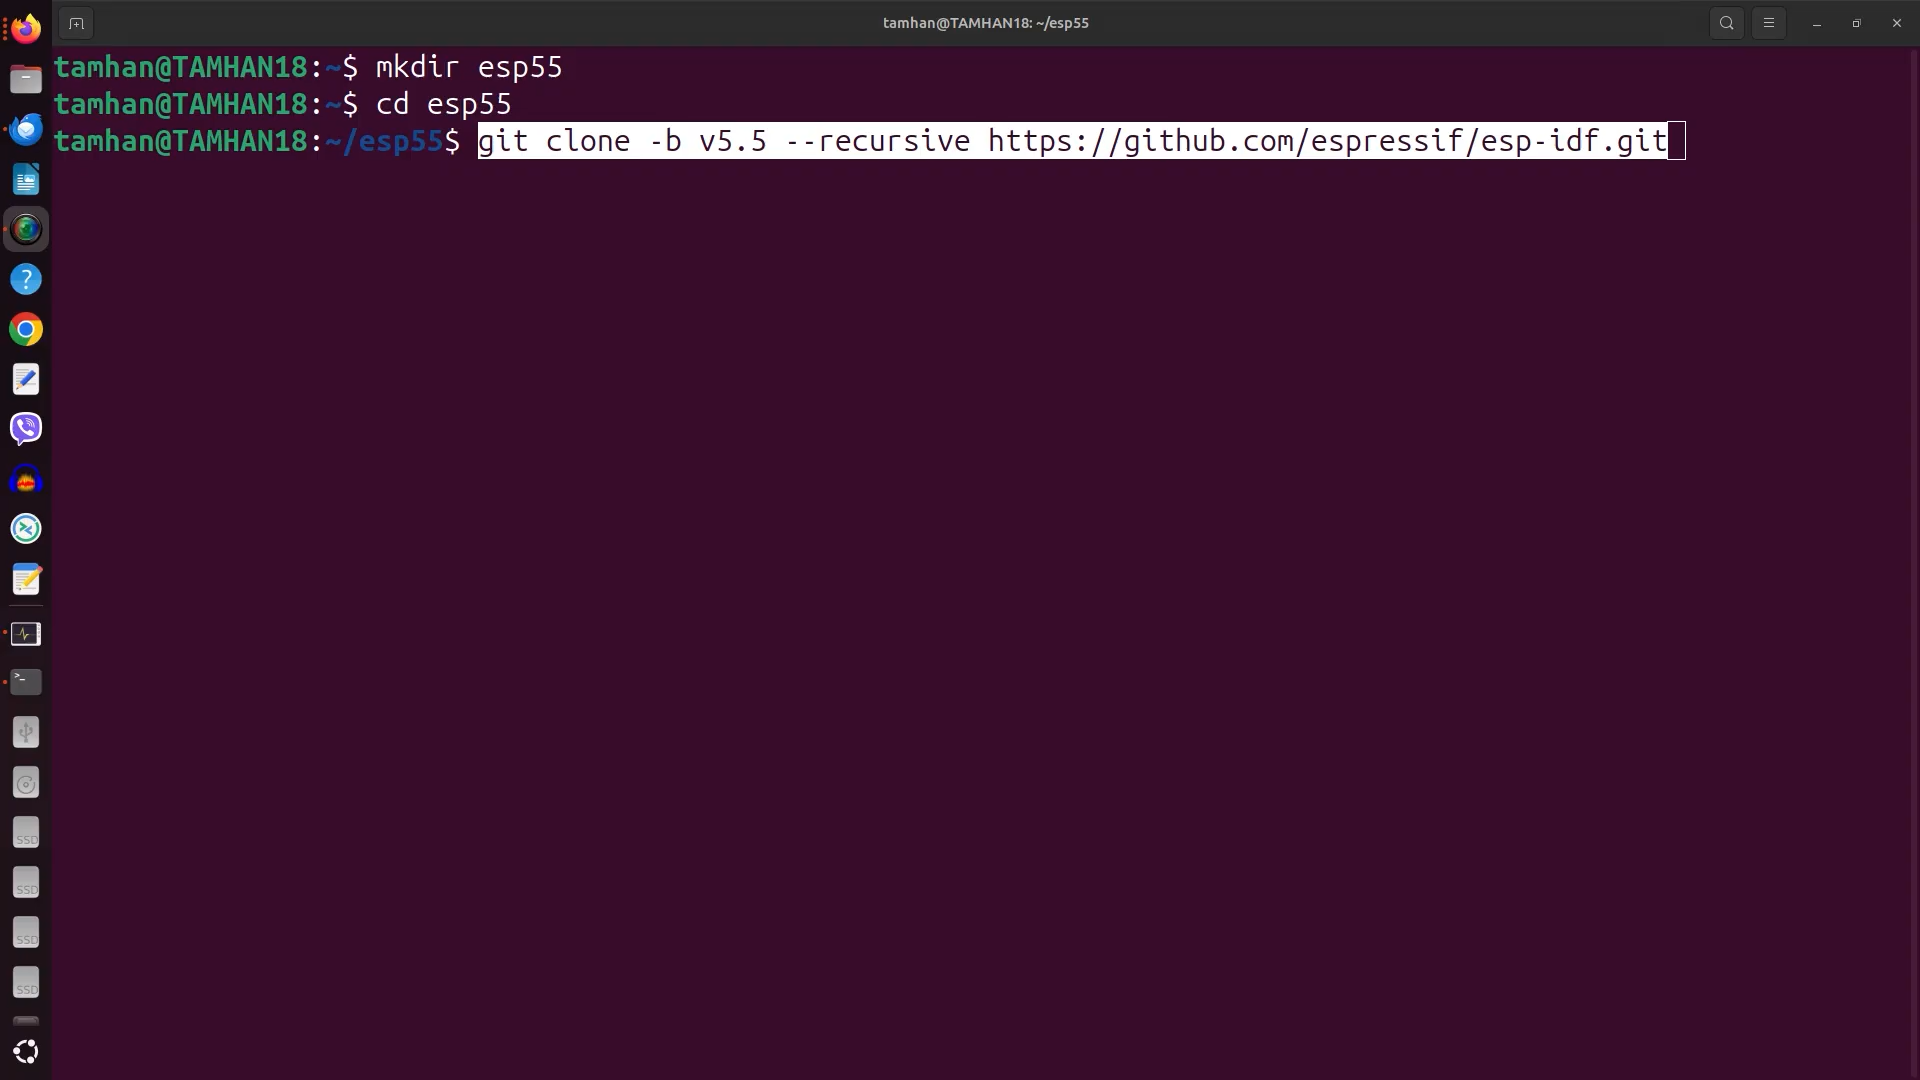 tamhan@TAMHAN18: ~/esp55
tamhan@TAMHAN18:~$ mkdir esp55
tamhan@TAMHAN18:~$ cd esp55
tamhan@TAMHAN18:~/esp55$ git clone -b v5.5 --recursive https://github.com/espressif/esp-idf.git
SSD
SSD
SSD
SSD